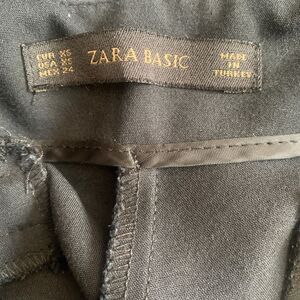 EUR XS
USA XS
MEX 24
ZARA BASIC
MADE
IN
TURKEY